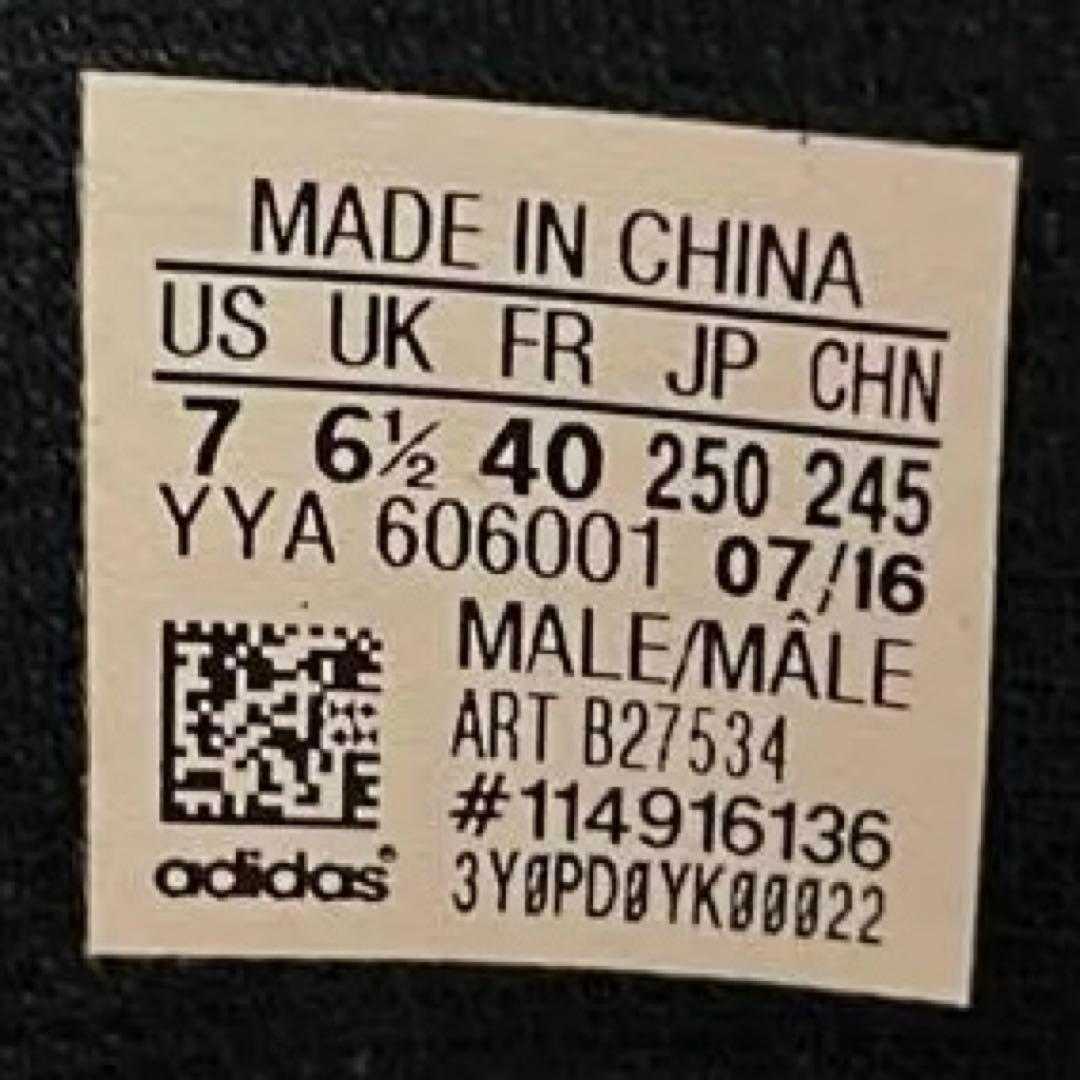 MADE IN CHINA
US UK FR JP CHN
7 6½ 40 250 245
YYA 606001 07/16
MALE/MÂLE
ART B27534
#114916136
adidas®
3Y0PD0YK00022